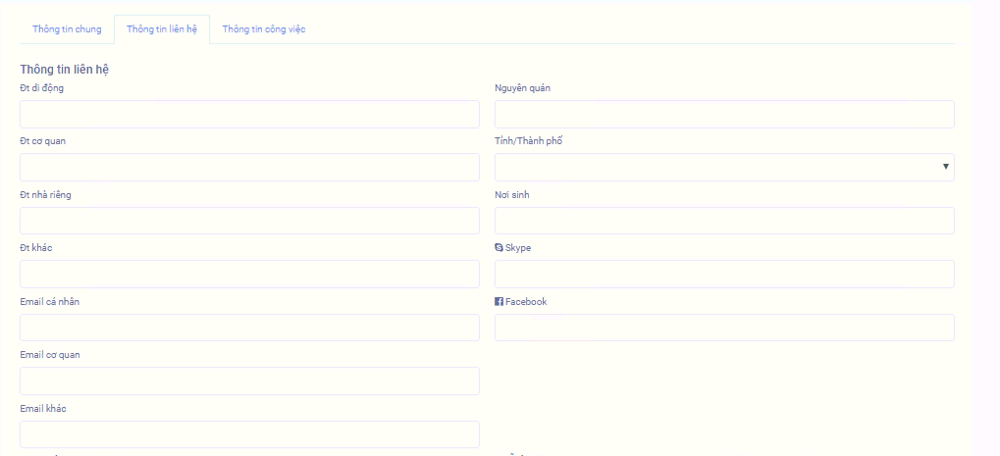 Thông tin chung
Thông tin liên hệ
Thông tin công việc
Thông tin liên hệ
Đt di động
Nguyên quán
Đt cơ quan
Tỉnh/Thành phố
Đt nhà riêng
Nơi sinh
Đt khác
Skype
Email cá nhân
Facebook
Email cơ quan
Email khác